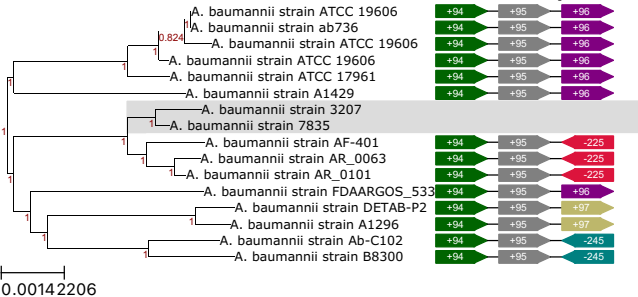 A. baumannii strain ATCC 19606 +94 +95 +96
1 A. baumannii strain ab736 +94 +95 +96
0.824 A. baumannii strain ATCC 19606 +94 +95 +96
1 A. baumannii strain ATCC 19606 +94 +95 +96
1 A. baumannii strain ATCC 17961 +94 +95 +96
1 A. baumannii strain A1429 +94 +95 +96
A. baumannii strain 3207
1 1 A. baumannii strain 7835
1 A. baumannii strain AF-401 +94 +95 -225
1 A. baumannii strain AR_0063 +94 +95 -225
1 1 A. baumannii strain AR_0101 +94 +95 -225
A. baumannii strain FDAARGOS_533 +94 +95 +96
A. baumannii strain DETAB-P2 +94 +95 +97
1 1 A. baumannii strain A1296 +94 +95 +97
A. baumannii strain Ab-C102 +94 +95 -245
1 1 A. baumannii strain B8300 +94 +95 -245
0.00142206